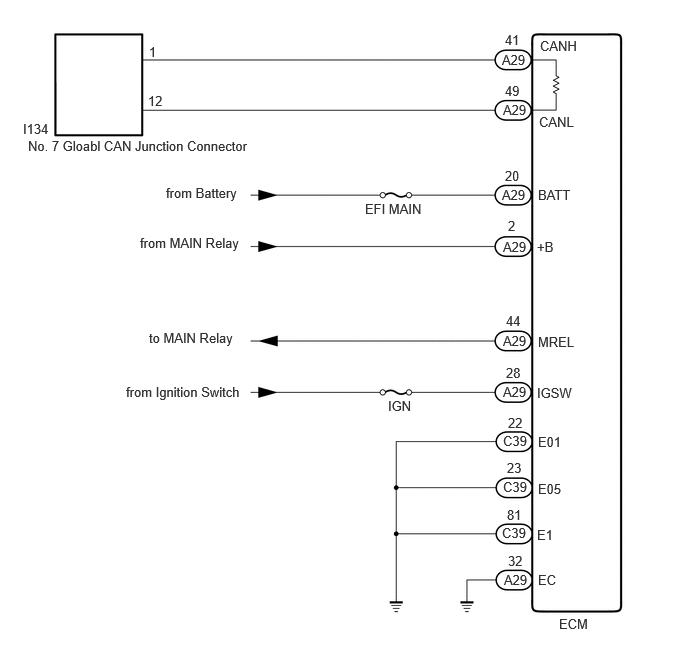 41
CANH
1
A29
49
12
A29
CANL
I134
No. 7 Gloabl CAN Junction Connector
20
from Battery
A29
BATT
EFI MAIN
2
from MAIN Relay
A29
+B
44
to MAIN Relay
A29
MREL
28
from Ignition Switch
A29
IGSW
IGN
22
C39
E01
23
C39
E05
81
C39
E1
32
A29
EC
ECM